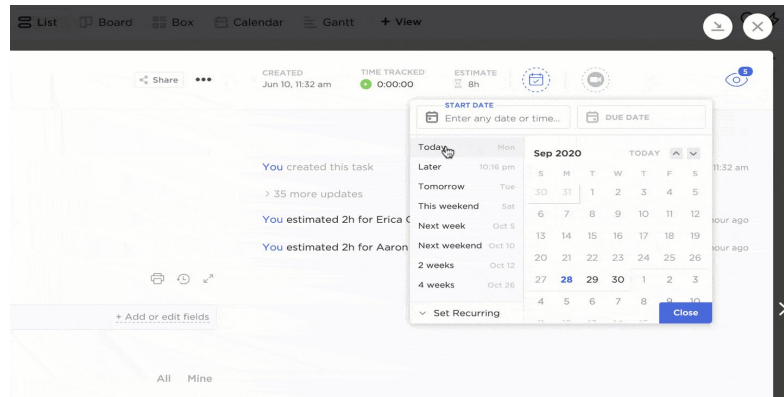 List Board Box Calendar Gantt + View
Share •••
CREATED
Jun 10, 11:32 am
TIME TRACKED
0:00:00
ESTIMATE
8h
5
START DATE
Enter any date or time...
DUE DATE
Today Mon
Later 10:16 pm
Tomorrow Tue
This weekend Sat
Next week Oct 5
Next weekend Oct 10
2 weeks Oct 12
4 weeks Oct 26
Set Recurring
Sep 2020 TODAY
S M T W T F S
30 31 1 2 3 4 5
6 7 8 9 10 11 12
13 14 15 16 17 18 19
20 21 22 23 24 25 26
27 28 29 30 1 2 3
4 5 6 7 8 9 10
Close
You created this task 11:32 am
> 35 more updates
You estimated 2h for Erica hour ago
You estimated 2h for Aaron hour ago
+ Add or edit fields
All Mine